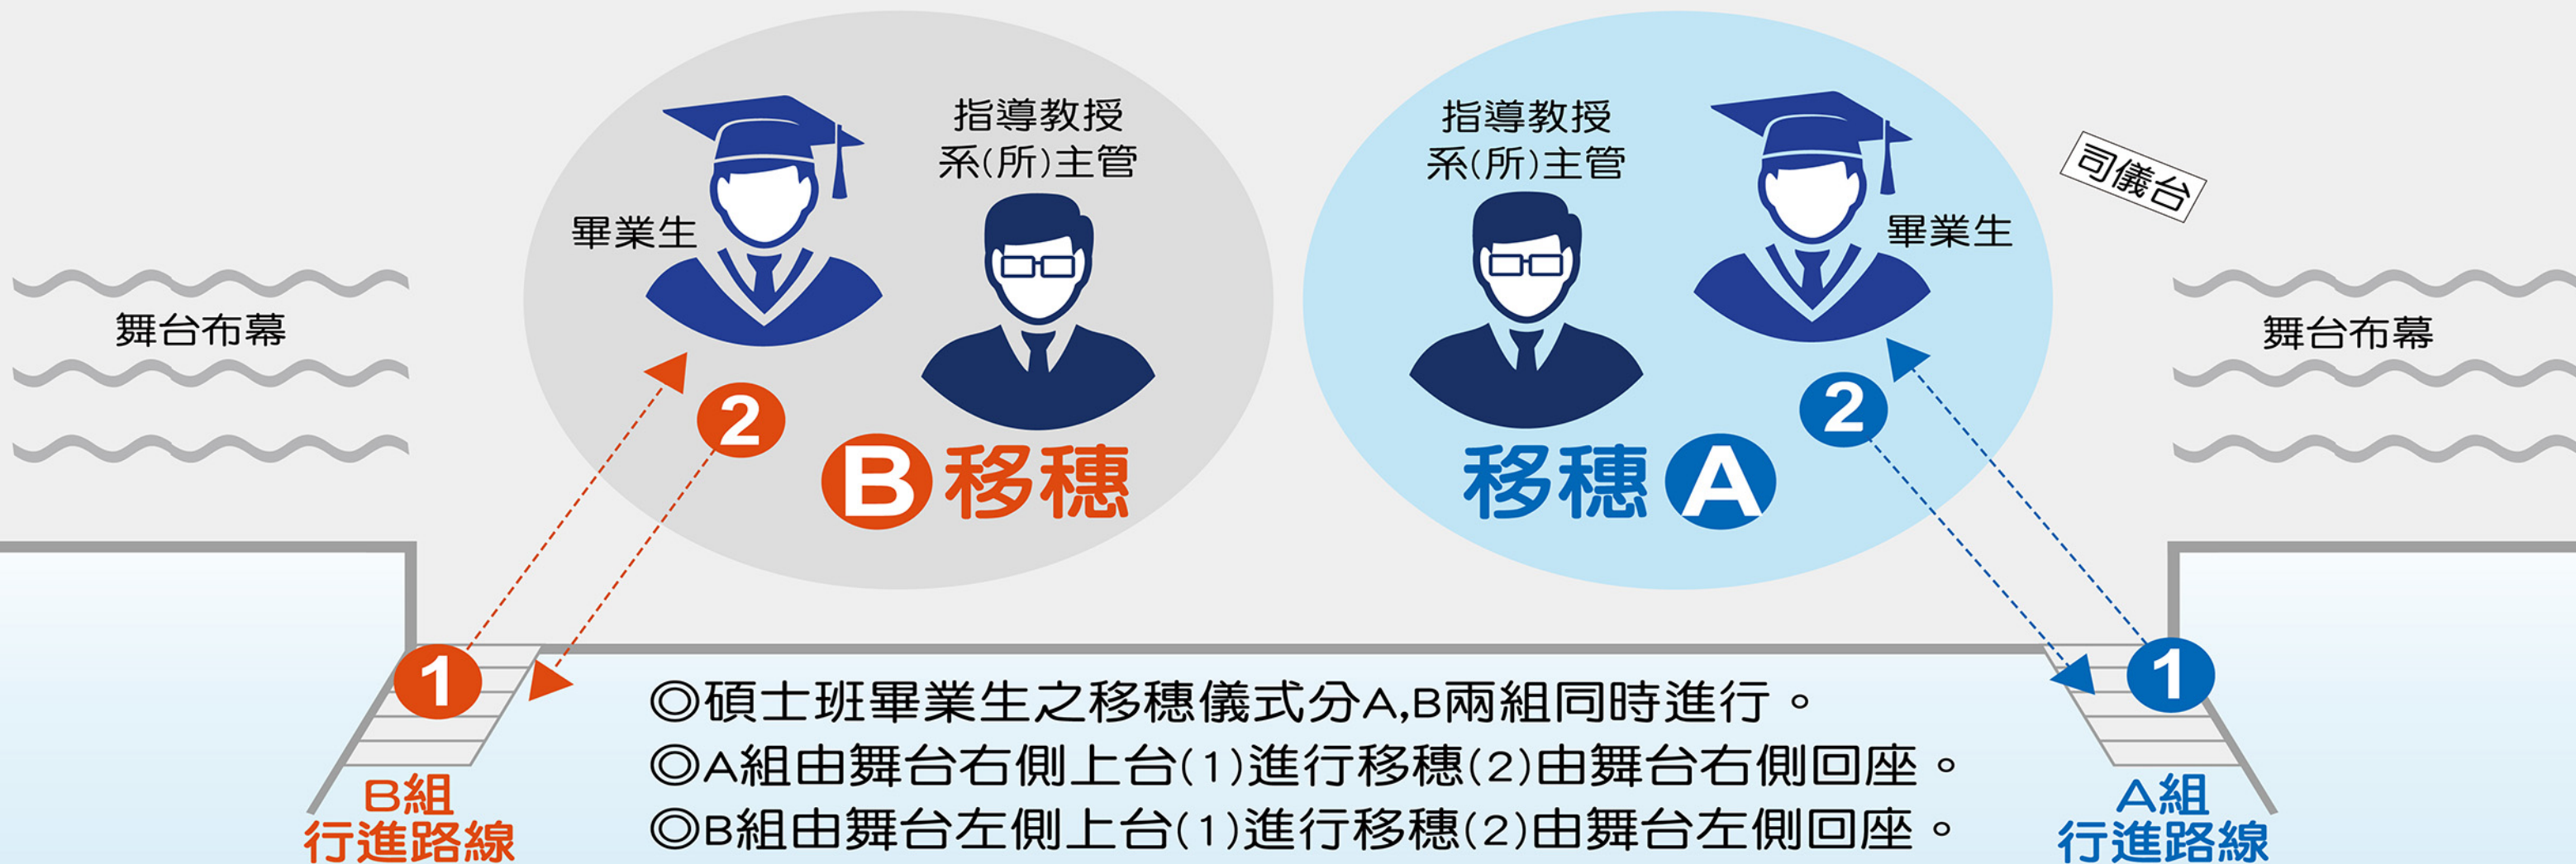 指導教授
系(所)主管
畢業生
指導教授
系(所)主管
畢業生
司儀台
舞台布幕
舞台布幕
2
2
B移穗
移穗A
1
1
◎碩士班畢業生之移穗儀式分A,B兩組同時進行。
◎A組由舞台右側上台(1)進行移穗(2)由舞台右側回座。
◎B組由舞台左側上台(1)進行移穗(2)由舞台左側回座。
B組
行進路線
A組
行進路線